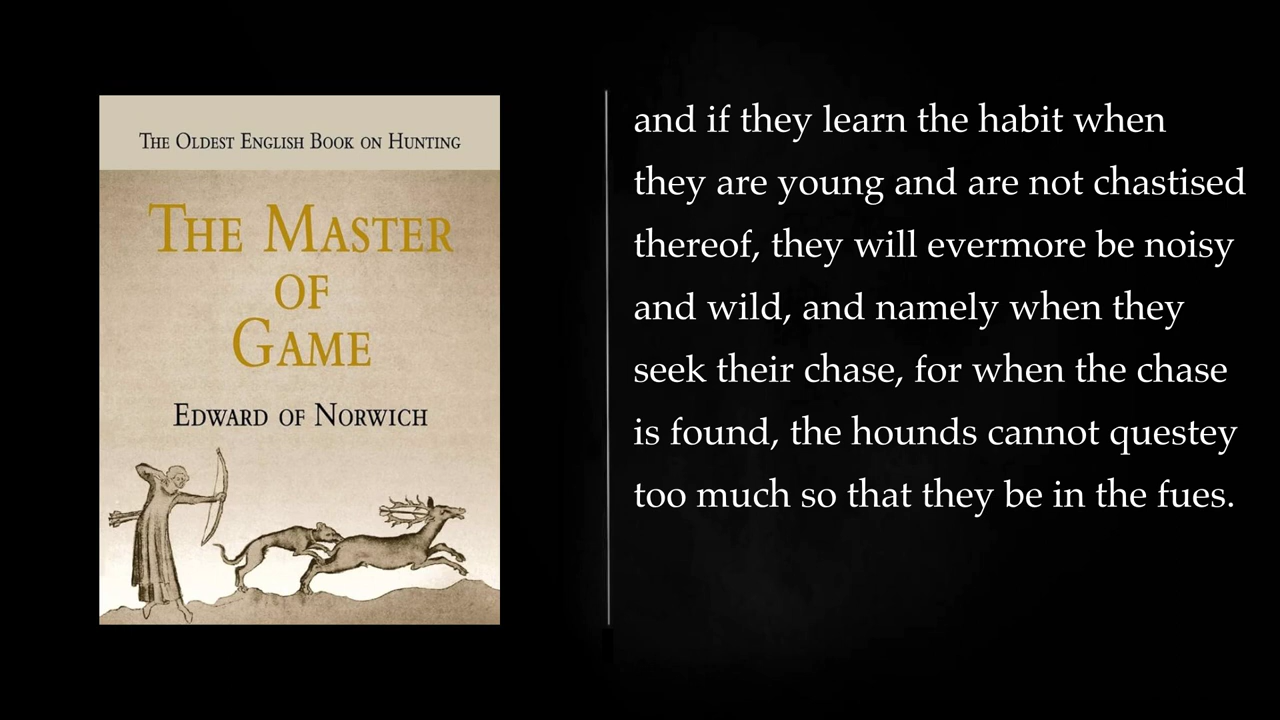 The Oldest English Book on Hunting
The Master
of
Game
Edward of Norwich
and if they learn the habit when
they are young and are not chastised
thereof, they will evermore be noisy
and wild, and namely when they
seek their chase, for when the chase
is found, the hounds cannot questey
too much so that they be in the fues.